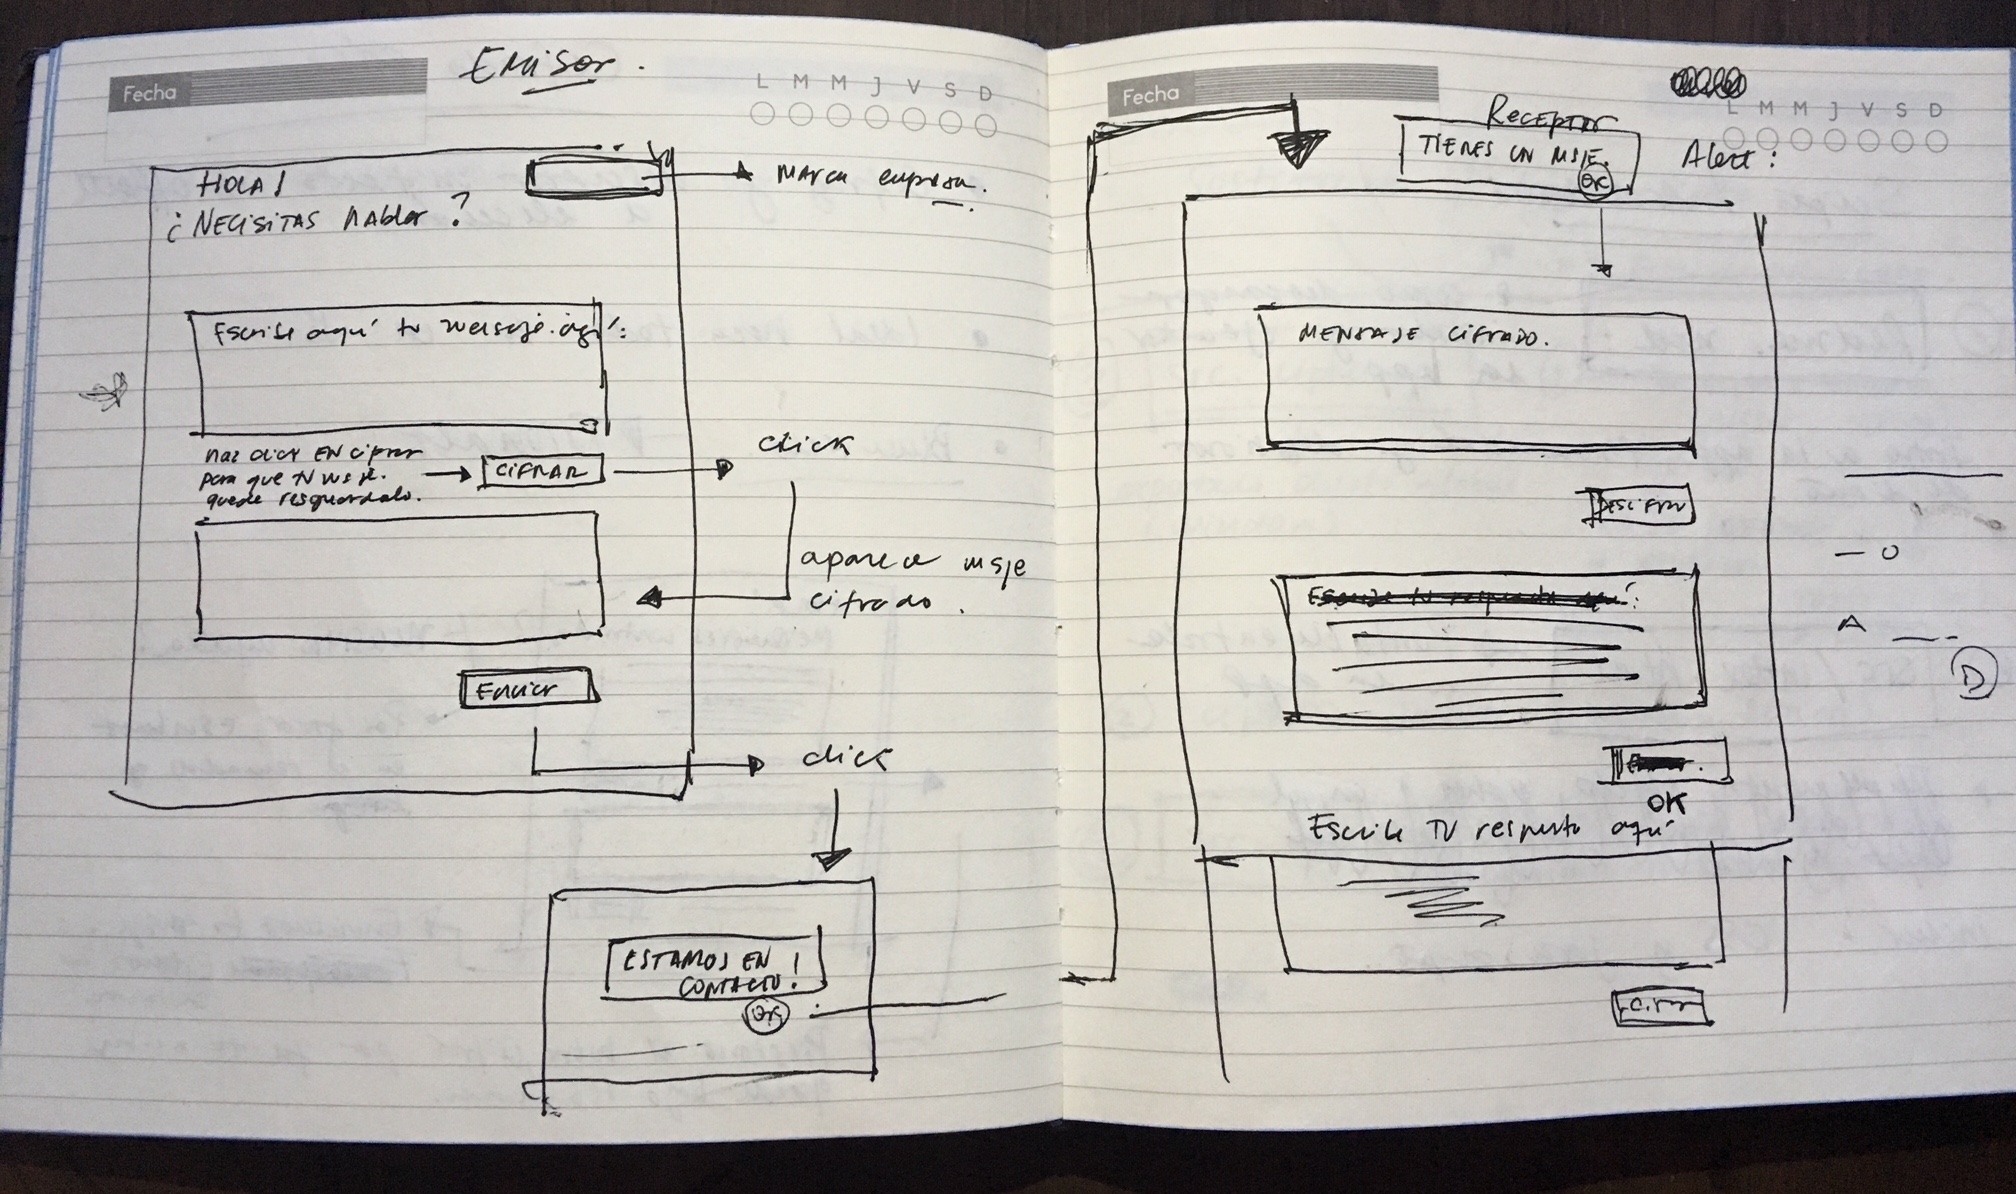 Fecha
Emisor.
L M M J V S D
HOLA!
¿NECISITAS hablar?
MARCA empresa.
Escribe aquí tu mensaje. aquí:
haz click EN cifrar
para que tu msje.
quede resguardado.
CIFRAR
click
aparece msje
cifrado.
Enviar
click
ESTAMOS EN
CONTACTO!
OK
Fecha
L M M J V S D
RECEPTOR
TIENES UN MSJE.
OK
Alert:
MENSAJE CIFRADO.
DESCIFRAR
Escribe tu respuesta aquí:
OK
Escribe TU respuesta aquí
A
D